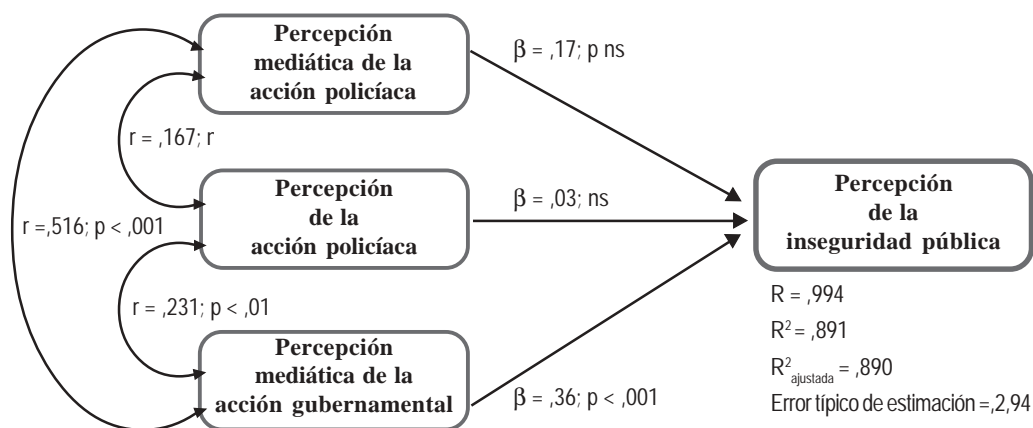 Percepción
mediática de la
acción policíaca
β = ,17; p ns
r = ,167; r
Percepción
de la
acción policíaca
β = ,03; ns
Percepción
de la
inseguridad pública
r =,516; p < ,001
r = ,231; p < ,01
Percepción
mediática de la
acción gubernamental
β = ,36; p < ,001
R = ,994
R² = ,891
R²ajustada = ,890
Error típico de estimación =,2,94